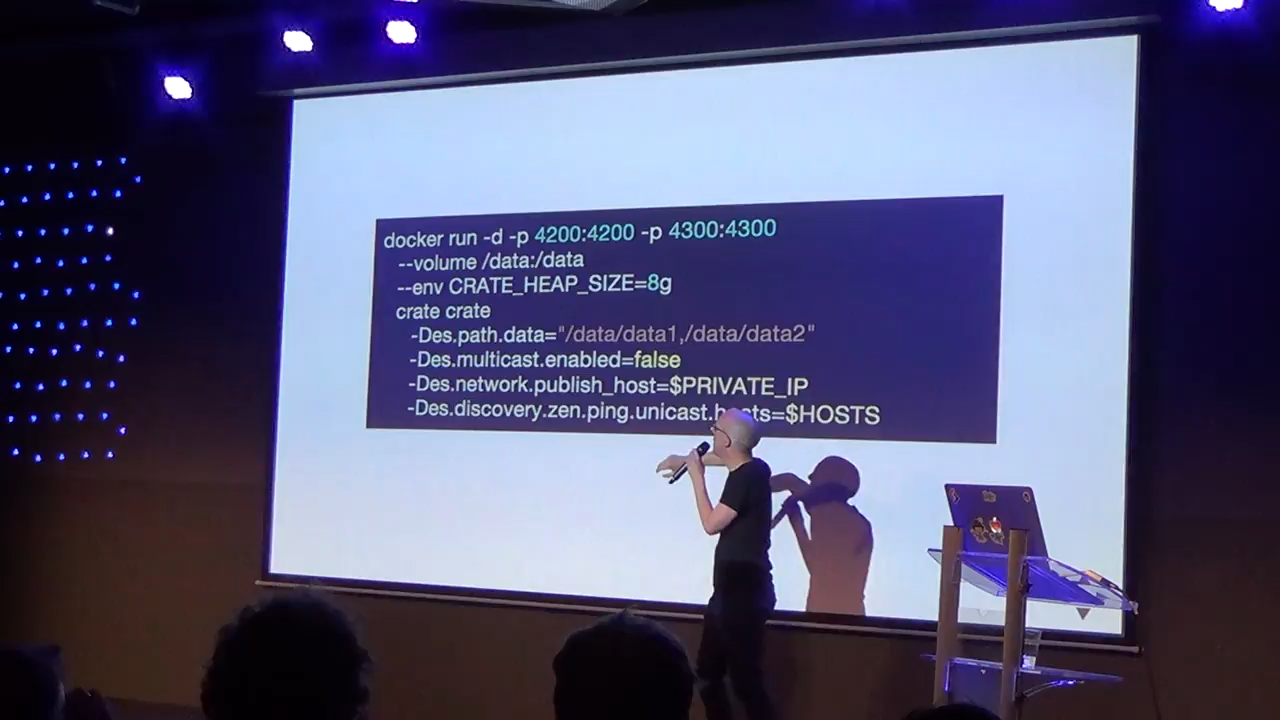 docker run -d -p 4200:4200 -p 4300:4300
--volume /data:/data
--env CRATE_HEAP_SIZE=8g
crate crate
-Des.path.data="/data/data1,/data/data2"
-Des.multicast.enabled=false
-Des.network.publish_host=$PRIVATE_IP
-Des.discovery.zen.ping.unicast.hosts=$HOSTS